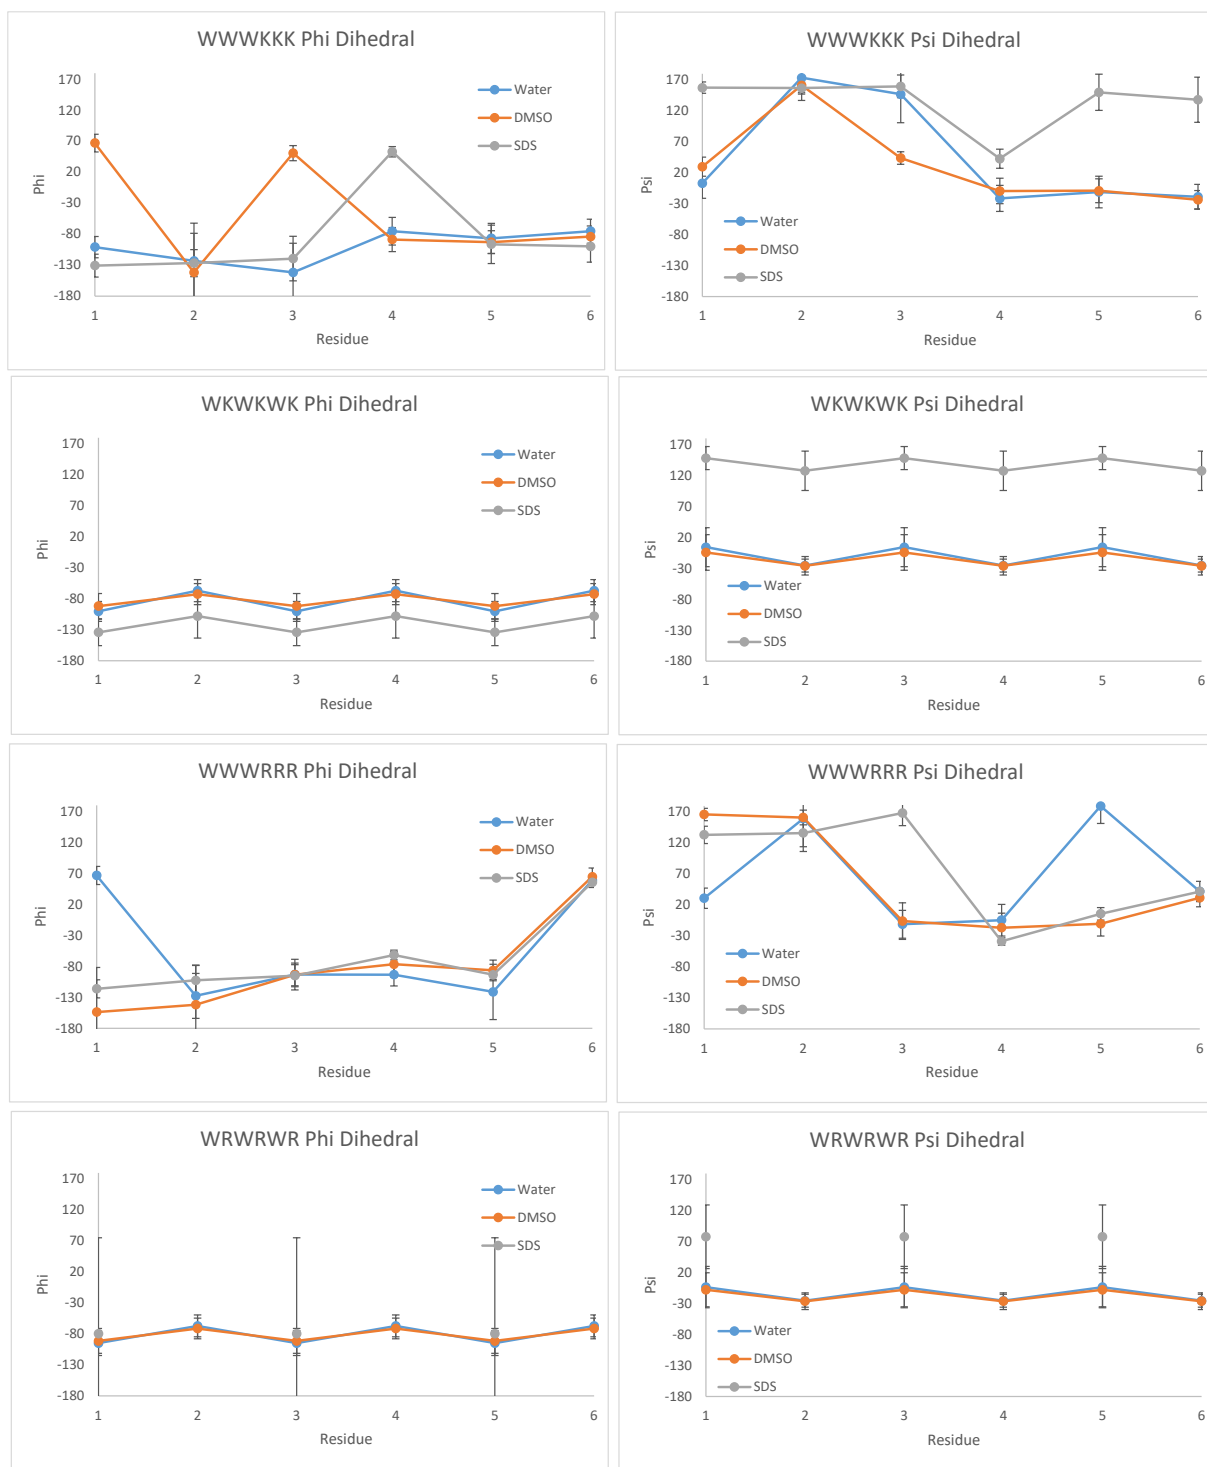 WWWKKK Phi Dihedral
170
120
70
20
-30
-80
-130
-180
Phi
1 2 3 4 5 6
Residue
Water
DMSO
SDS
WWWKKK Psi Dihedral
170
120
70
20
-30
-80
-130
-180
Psi
1 2 3 4 5 6
Residue
Water
DMSO
SDS
WKWKWK Phi Dihedral
170
120
70
20
-30
-80
-130
-180
Phi
1 2 3 4 5 6
Residue
Water
DMSO
SDS
WKWKWK Psi Dihedral
170
120
70
20
-30
-80
-130
-180
Psi
1 2 3 4 5 6
Residue
Water
DMSO
SDS
WWWRRR Phi Dihedral
170
120
70
20
-30
-80
-130
-180
Phi
1 2 3 4 5 6
Residue
Water
DMSO
SDS
WWWRRR Psi Dihedral
170
120
70
20
-30
-80
-130
-180
Psi
1 2 3 4 5 6
Residue
Water
DMSO
SDS
WRWRWR Phi Dihedral
170
120
70
20
-30
-80
-130
-180
Phi
1 2 3 4 5 6
Residue
Water
DMSO
SDS
WRWRWR Psi Dihedral
170
120
70
20
-30
-80
-130
-180
Psi
1 2 3 4 5 6
Residue
Water
DMSO
SDS